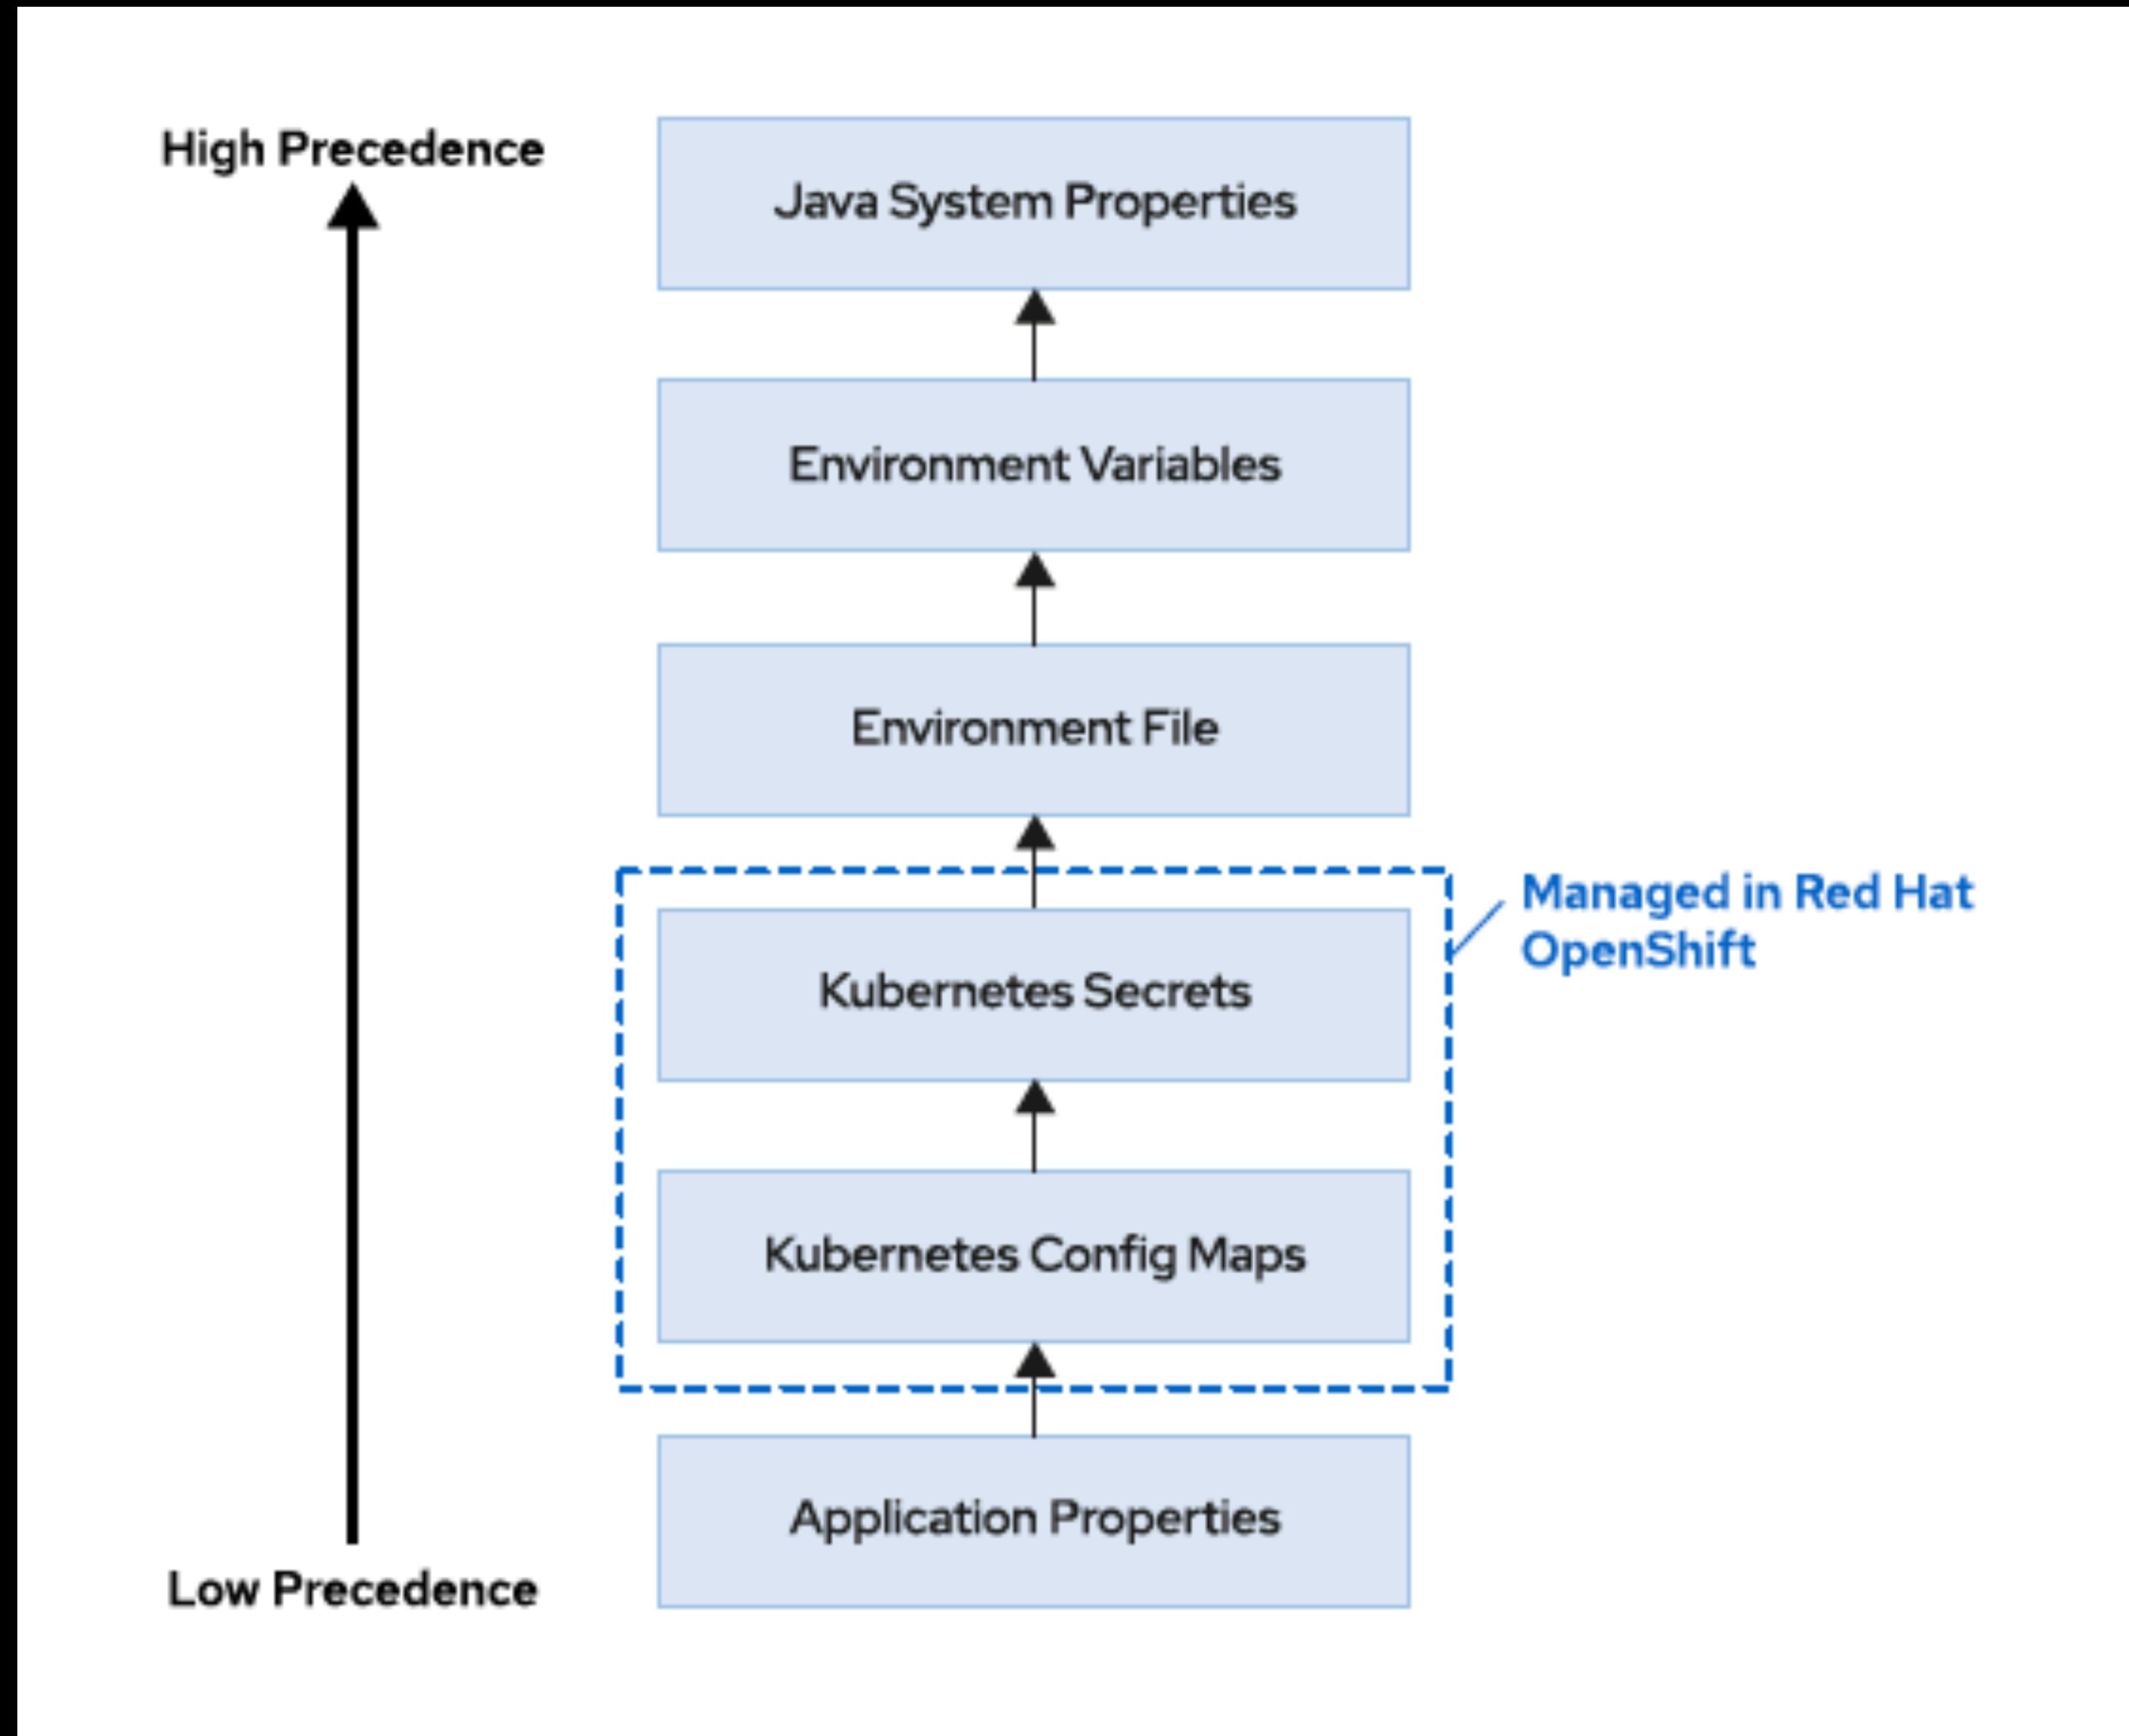 High Precedence
Java System Properties
Environment Variables
Environment File
Managed in Red Hat
OpenShift
Kubernetes Secrets
Kubernetes Config Maps
Application Properties
Low Precedence